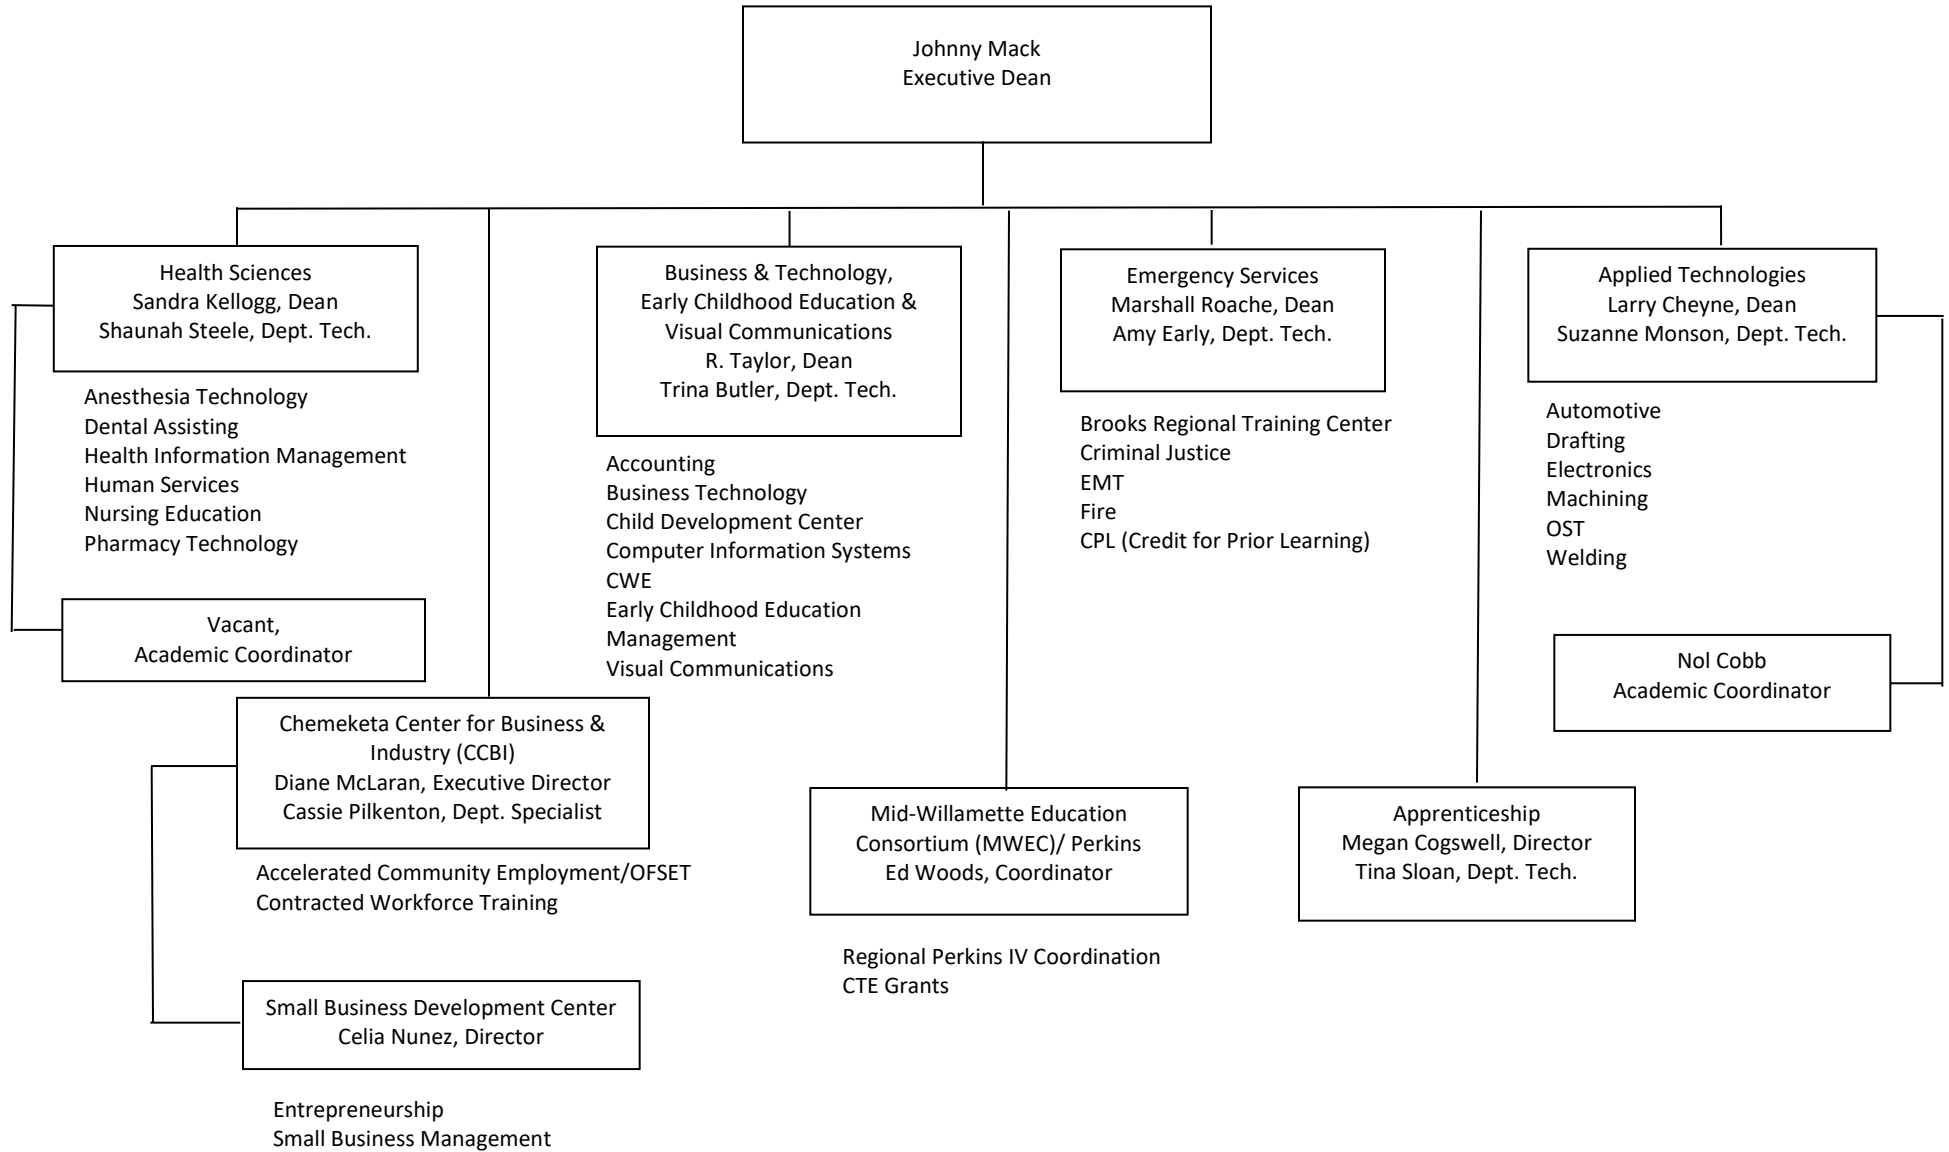 Johnny Mack
Executive Dean
Health Sciences
Sandra Kellogg, Dean
Shaunah Steele, Dept. Tech.
Anesthesia Technology
Dental Assisting
Health Information Management
Human Services
Nursing Education
Pharmacy Technology
Vacant,
Academic Coordinator
Chemeketa Center for Business &
Industry (CCBI)
Diane McLaran, Executive Director
Cassie Pilkenton, Dept. Specialist
Accelerated Community Employment/OFSET
Contracted Workforce Training
Small Business Development Center
Celia Nunez, Director
Entrepreneurship
Small Business Management
Business & Technology,
Early Childhood Education &
Visual Communications
R. Taylor, Dean
Trina Butler, Dept. Tech.
Accounting
Business Technology
Child Development Center
Computer Information Systems
CWE
Early Childhood Education
Management
Visual Communications
Mid-Willamette Education
Consortium (MWEC)/ Perkins
Ed Woods, Coordinator
Regional Perkins IV Coordination
CTE Grants
Emergency Services
Marshall Roache, Dean
Amy Early, Dept. Tech.
Brooks Regional Training Center
Criminal Justice
EMT
Fire
CPL (Credit for Prior Learning)
Apprenticeship
Megan Cogswell, Director
Tina Sloan, Dept. Tech.
Applied Technologies
Larry Cheyne, Dean
Suzanne Monson, Dept. Tech.
Automotive
Drafting
Electronics
Machining
OST
Welding
Nol Cobb
Academic Coordinator